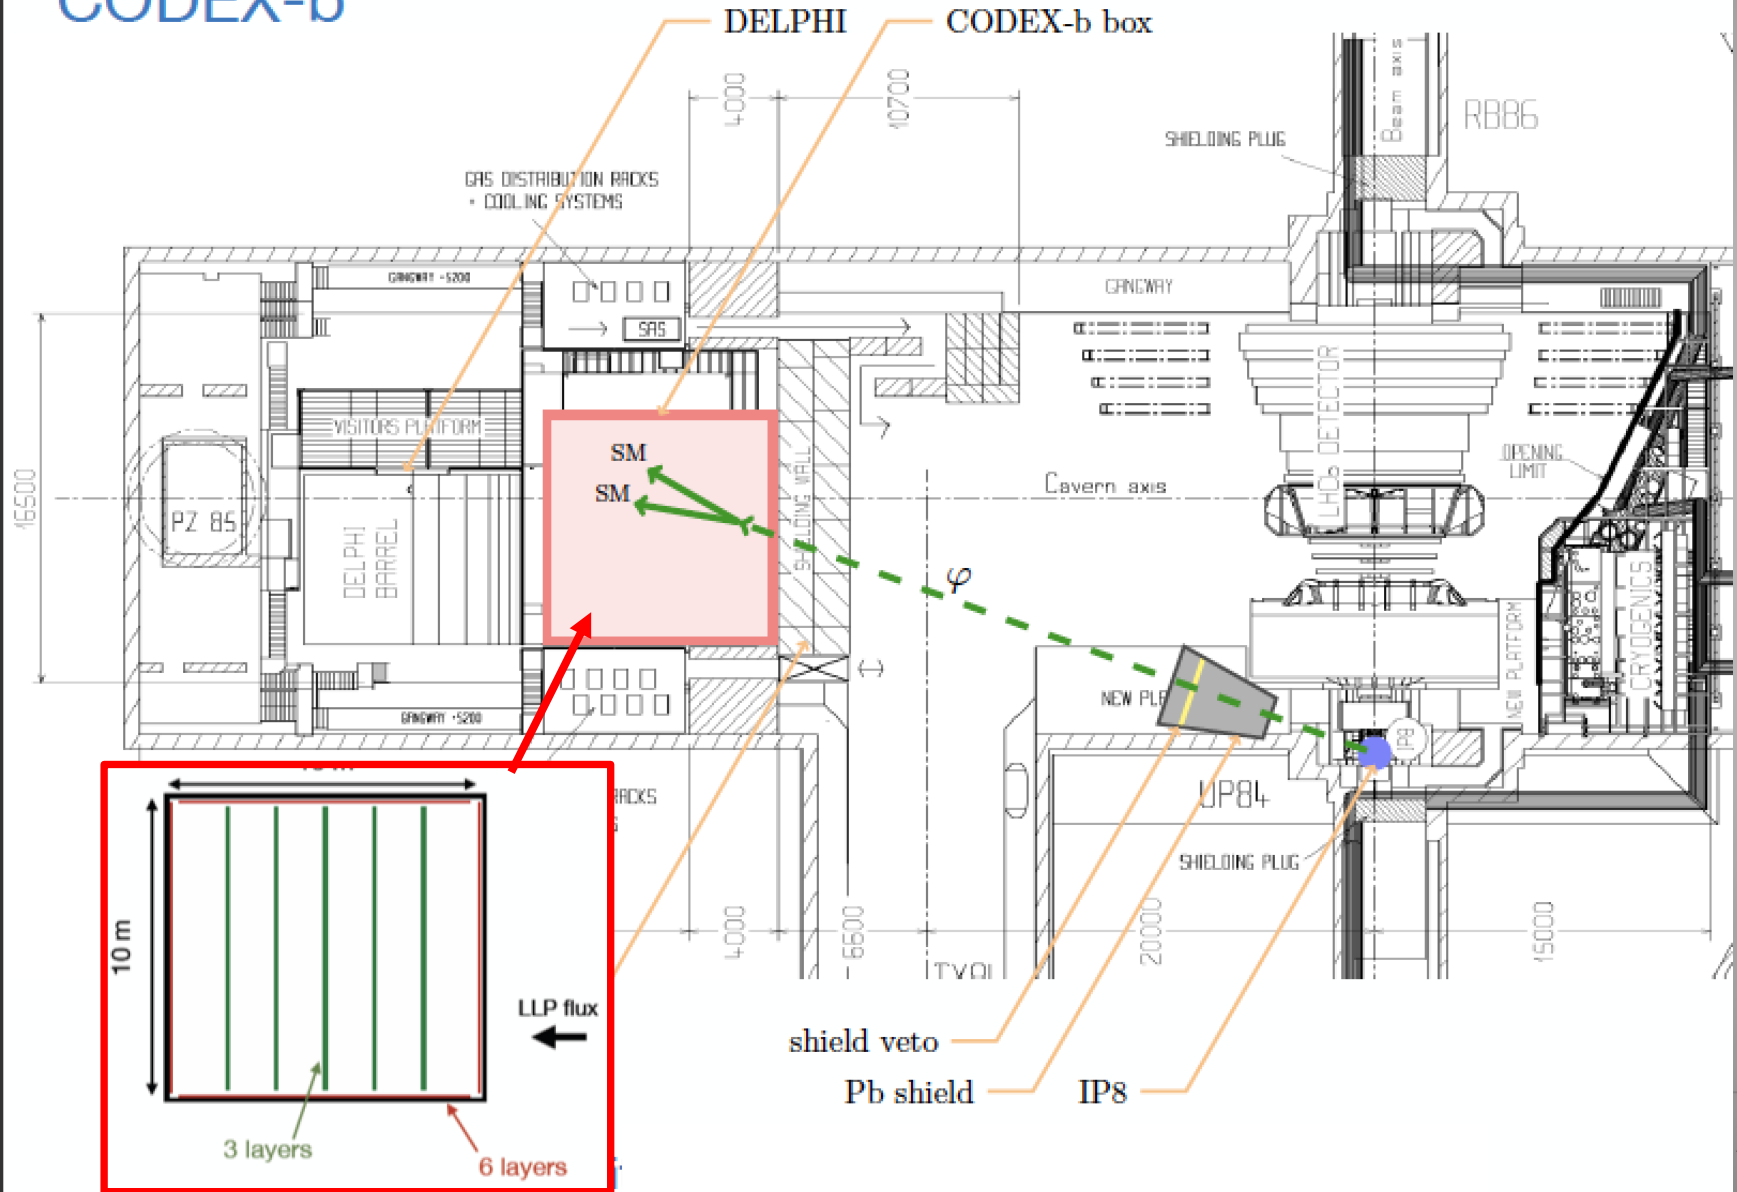 CODEX-b
DELPHI
CODEX-b box
4000
10700
Beam axis
RB86
SHIELDING PLUG
GAS DISTRIBUTION RACKS
+ COOLING SYSTEMS
GANGWAY -5200
GANGWAY
SAS
VISITORS PLATFORM
LHCb DETECTOR
OPENING
LIMIT
16500
PZ 85
DELPHI
BARREL
SM
SM
SHIELDING WALL
Cavern axis
φ
NEW PLATFORM
CRYOGENICS
NEW PL
IP8
GANGWAY -5200
RACKS
UP84
SHIELDING PLUG
4000
6600
20000
15000
10 m
LLP flux
3 layers
6 layers
shield veto
Pb shield
IP8